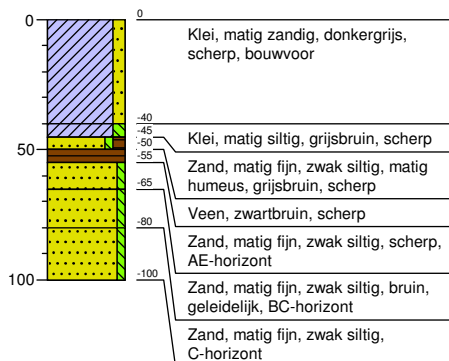 0
0
Klei, matig zandig, donkergrijs,
scherp, bouwvoor
-40
-45
Klei, matig siltig, grijsbruin, scherp
50
-50
Zand, matig fijn, zwak siltig, matig
humeus, grijsbruin, scherp
-55
Veen, zwartbruin, scherp
-65
Zand, matig fijn, zwak siltig, scherp,
AE-horizont
-80
Zand, matig fijn, zwak siltig, bruin,
geleidelijk, BC-horizont
100
-100
Zand, matig fijn, zwak siltig,
C-horizont